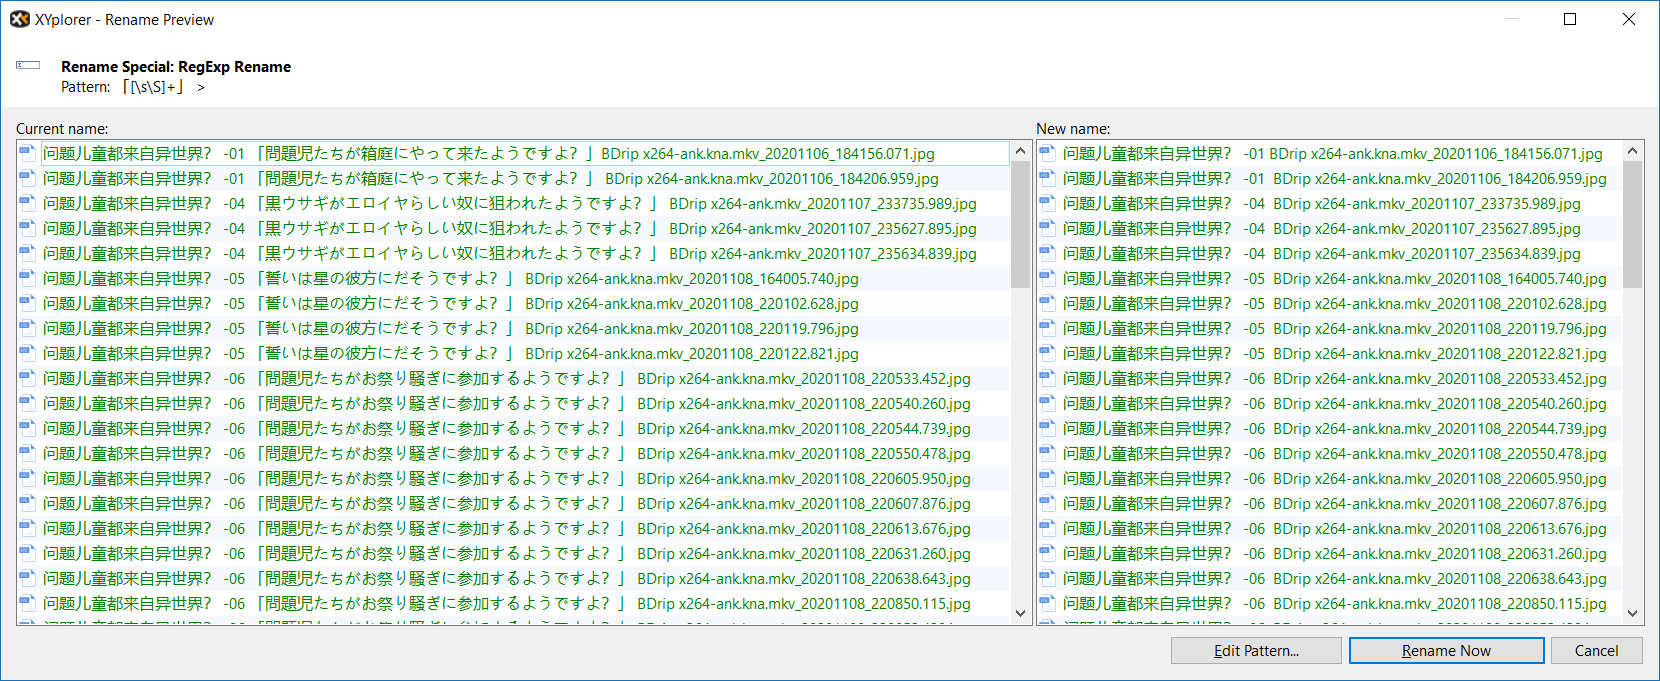 XYplorer - Rename Preview
Rename Special: RegExp Rename
Pattern: 「[\s\S]+」 >
Current name:
问题儿童都来自异世界？ -01 「問題児たちが箱庭にやって来たようですよ？」BDrip x264-ank.kna.mkv_20201106_184156.071.jpg
问题儿童都来自异世界？ -01 「問題児たちが箱庭にやって来たようですよ？」 BDrip x264-ank.kna.mkv_20201106_184206.959.jpg
问题儿童都来自异世界？ -04 「黒ウサギがエロイヤらしい奴に狙われたようですよ？」 BDrip x264-ank.mkv_20201107_233735.989.jpg
问题儿童都来自异世界？ -04 「黒ウサギがエロイヤらしい奴に狙われたようですよ？」 BDrip x264-ank.mkv_20201107_235627.895.jpg
问题儿童都来自异世界？ -04 「黒ウサギがエロイヤらしい奴に狙われたようですよ？」 BDrip x264-ank.mkv_20201107_235634.839.jpg
问题儿童都来自异世界？ -05 「誓いは星の彼方にだそうですよ？」 BDrip x264-ank.kna.mkv_20201108_164005.740.jpg
问题儿童都来自异世界？ -05 「誓いは星の彼方にだそうですよ？」 BDrip x264-ank.kna.mkv_20201108_220102.628.jpg
问题儿童都来自异世界？ -05 「誓いは星の彼方にだそうですよ？」 BDrip x264-ank.kna.mkv_20201108_220119.796.jpg
问题儿童都来自异世界？ -05 「誓いは星の彼方にだそうですよ？」 BDrip x264-ank.kna.mkv_20201108_220122.821.jpg
问题儿童都来自异世界？ -06 「問題児たちがお祭り騒ぎに参加するようですよ？」 BDrip x264-ank.kna.mkv_20201108_220533.452.jpg
问题儿童都来自异世界？ -06 「問題児たちがお祭り騒ぎに参加するようですよ？」 BDrip x264-ank.kna.mkv_20201108_220540.260.jpg
问题儿童都来自异世界？ -06 「問題児たちがお祭り騒ぎに参加するようですよ？」 BDrip x264-ank.kna.mkv_20201108_220544.739.jpg
问题儿童都来自异世界？ -06 「問題児たちがお祭り騒ぎに参加するようですよ？」 BDrip x264-ank.kna.mkv_20201108_220550.478.jpg
问题儿童都来自异世界？ -06 「問題児たちがお祭り騒ぎに参加するようですよ？」 BDrip x264-ank.kna.mkv_20201108_220605.950.jpg
问题儿童都来自异世界？ -06 「問題児たちがお祭り騒ぎに参加するようですよ？」 BDrip x264-ank.kna.mkv_20201108_220607.876.jpg
问题儿童都来自异世界？ -06 「問題児たちがお祭り騒ぎに参加するようですよ？」 BDrip x264-ank.kna.mkv_20201108_220613.676.jpg
问题儿童都来自异世界？ -06 「問題児たちがお祭り騒ぎに参加するようですよ？」 BDrip x264-ank.kna.mkv_20201108_220631.260.jpg
问题儿童都来自异世界？ -06 「問題児たちがお祭り騒ぎに参加するようですよ？」 BDrip x264-ank.kna.mkv_20201108_220638.643.jpg
问题儿童都来自异世界？ -06 「問題児たちがお祭り騒ぎに参加するようですよ？」 BDrip x264-ank.kna.mkv_20201108_220850.115.jpg
New name:
问题儿童都来自异世界？ -01 BDrip x264-ank.kna.mkv_20201106_184156.071.jpg
问题儿童都来自异世界？ -01 BDrip x264-ank.kna.mkv_20201106_184206.959.jpg
问题儿童都来自异世界？ -04 BDrip x264-ank.mkv_20201107_233735.989.jpg
问题儿童都来自异世界？ -04 BDrip x264-ank.mkv_20201107_235627.895.jpg
问题儿童都来自异世界？ -04 BDrip x264-ank.mkv_20201107_235634.839.jpg
问题儿童都来自异世界？ -05 BDrip x264-ank.kna.mkv_20201108_164005.740.jpg
问题儿童都来自异世界？ -05 BDrip x264-ank.kna.mkv_20201108_220102.628.jpg
问题儿童都来自异世界？ -05 BDrip x264-ank.kna.mkv_20201108_220119.796.jpg
问题儿童都来自异世界？ -05 BDrip x264-ank.kna.mkv_20201108_220122.821.jpg
问题儿童都来自异世界？ -06 BDrip x264-ank.kna.mkv_20201108_220533.452.jpg
问题儿童都来自异世界？ -06 BDrip x264-ank.kna.mkv_20201108_220540.260.jpg
问题儿童都来自异世界？ -06 BDrip x264-ank.kna.mkv_20201108_220544.739.jpg
问题儿童都来自异世界？ -06 BDrip x264-ank.kna.mkv_20201108_220550.478.jpg
问题儿童都来自异世界？ -06 BDrip x264-ank.kna.mkv_20201108_220605.950.jpg
问题儿童都来自异世界？ -06 BDrip x264-ank.kna.mkv_20201108_220607.876.jpg
问题儿童都来自异世界？ -06 BDrip x264-ank.kna.mkv_20201108_220613.676.jpg
问题儿童都来自异世界？ -06 BDrip x264-ank.kna.mkv_20201108_220631.260.jpg
问题儿童都来自异世界？ -06 BDrip x264-ank.kna.mkv_20201108_220638.643.jpg
问题儿童都来自异世界？ -06 BDrip x264-ank.kna.mkv_20201108_220850.115.jpg
Edit Pattern...
Rename Now
Cancel